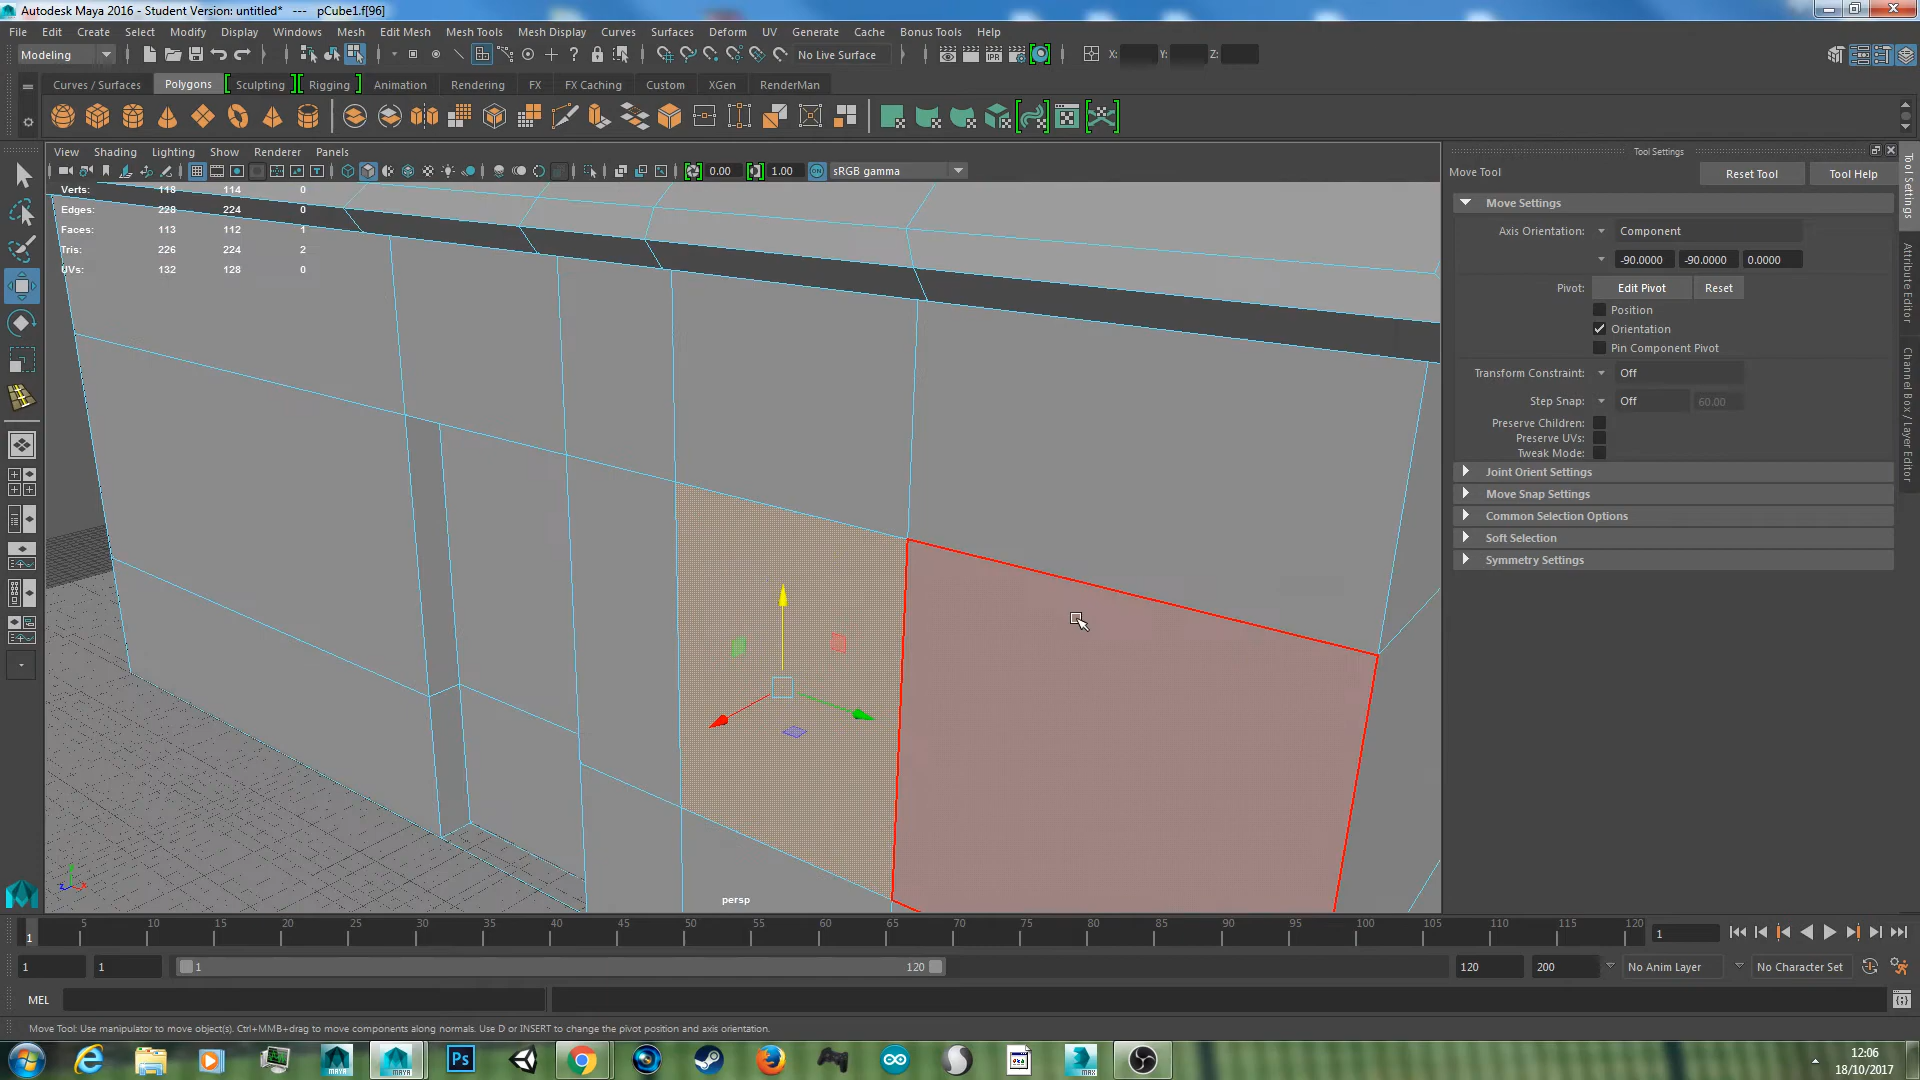 Autodesk Maya 2016 - Student Version: untitled* --- pCube1.f[96]
File Edit Create Select Modify Display Windows Mesh Edit Mesh Mesh Tools Mesh Display Curves Surfaces Deform UV Generate Cache Bonus Tools Help
Modeling No Live Surface X: Y: Z:
Curves / Surfaces Polygons Sculpting Rigging Animation Rendering FX FX Caching Custom XGen RenderMan
View Shading Lighting Show Renderer Panels
0.00 1.00 ON sRGB gamma
Verts: 118 114 0
Edges: 228 224 0
Faces: 113 112 1
Tris: 226 224 2
UVs: 132 128 0
persp
Tool Settings
Move Tool Reset Tool Tool Help
Move Settings
Axis Orientation: Component
-90.0000 -90.0000 0.0000
Pivot: Edit Pivot Reset
Position
Orientation
Pin Component Pivot
Transform Constraint: Off
Step Snap: Off 60.00
Preserve Children:
Preserve UVs:
Tweak Mode:
Joint Orient Settings
Move Snap Settings
Common Selection Options
Soft Selection
Symmetry Settings
Tool Settings
Attribute Editor
Channel Box / Layer Editor
5 10 15 20 25 30 35 40 45 50 55 60 65 70 75 80 85 90 95 100 105 110 115 120
1 1
1 1 1 120 120 200 No Anim Layer No Character Set
MEL
Move Tool: Use manipulator to move object(s). Ctrl+MMB+drag to move components along normals. Use D or INSERT to change the pivot position and axis orientation.
MAYA MAYA Ps MAX
12:06
18/10/2017